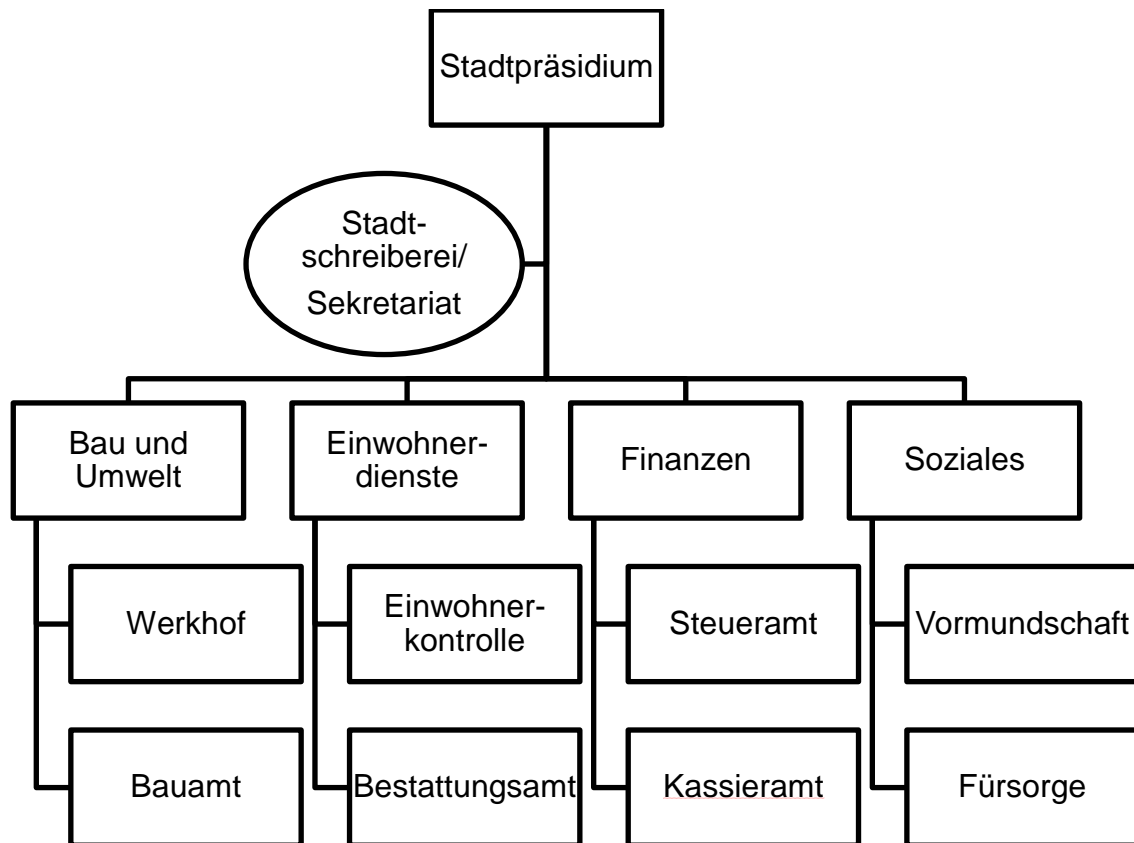 Stadtpräsidium
Stadt-
schreiberei/
Sekretariat
Bau und
Umwelt
Einwohner-
dienste
Finanzen
Soziales
Werkhof
Einwohner-
kontrolle
Steueramt
Vormundschaft
Bauamt
Bestattungsamt
Kassieramt
Fürsorge